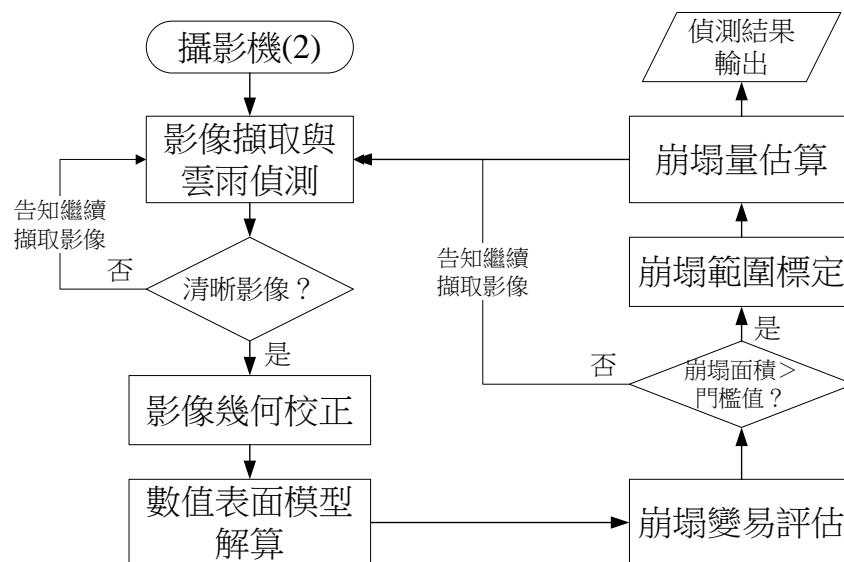 攝影機(2)
影像擷取與
雲雨偵測
告知繼續
擷取影像
否
清晰影像？
是
影像幾何校正
數值表面模型
解算
偵測結果
輸出
崩塌量估算
崩塌範圍標定
告知繼續
擷取影像
是
否
崩塌面積＞
門檻值？
崩塌變易評估